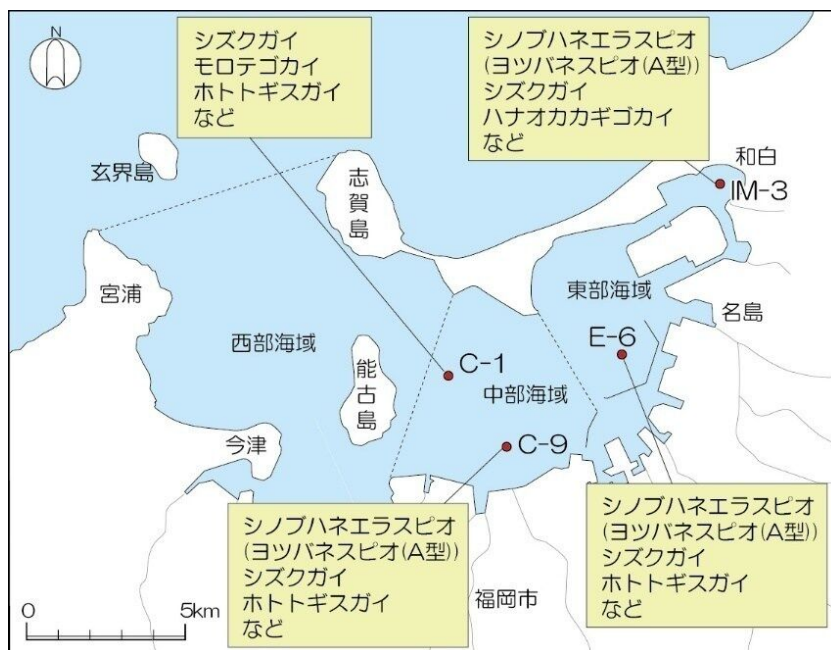 N
シズクガイ
モロテゴカイ
ホトトギスガイ
など
シノブハネエラスピオ
(ヨツバネスピオ(A型))
シズクガイ
ハナオカカギゴカイ
など
和白
IM-3
玄界島
志賀島
宮浦
東部海域
名島
西部海域
E-6
能古島
C-1
中部海域
今津
C-9
シノブハネエラスピオ
(ヨツバネスピオ(A型))
シズクガイ
ホトトギスガイ
など
シノブハネエラスピオ
(ヨツバネスピオ(A型))
シズクガイ
ホトトギスガイ
など
福岡市
0 5km